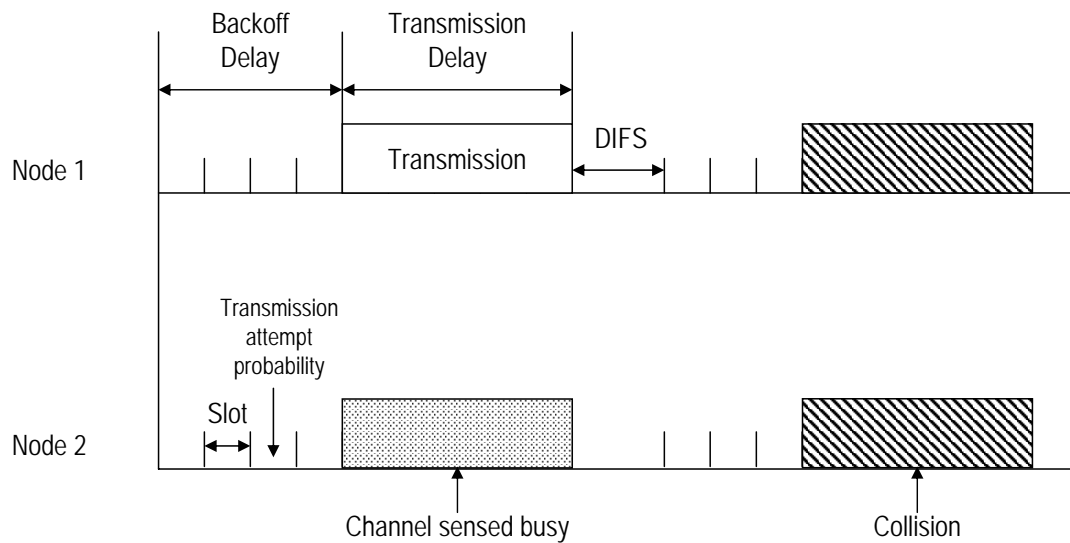 Backoff
Delay
Transmission
Delay
Node 1
Transmission
DIFS
Transmission
attempt
probability
Slot
Node 2
Channel sensed busy
Collision